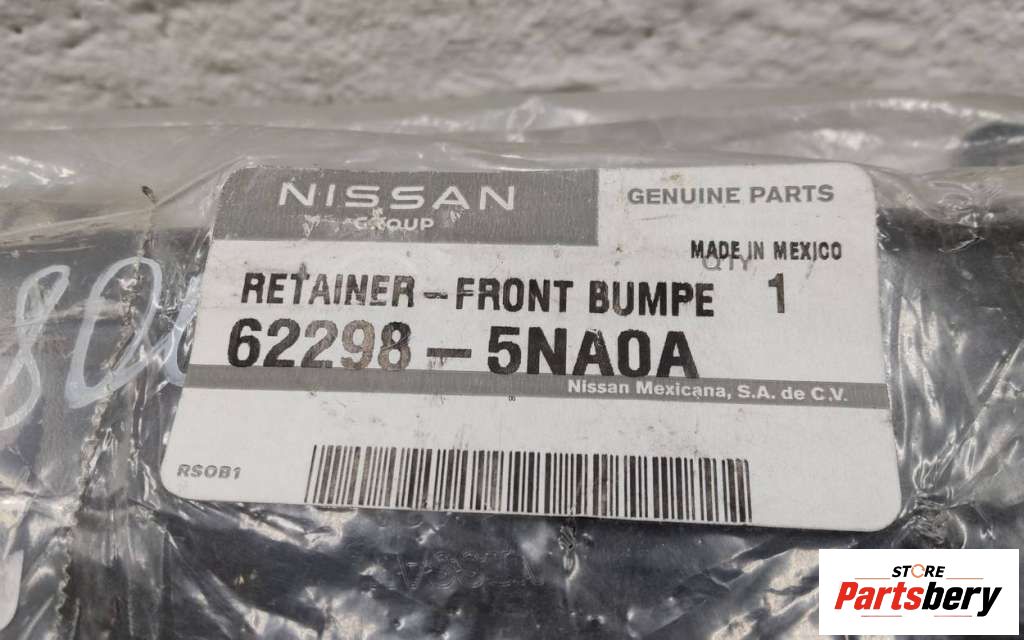 NISSAN
GROUP
GENUINE PARTS
MADE IN MEXICO
QTY
RETAINER-FRONT BUMPE 1
62298-5NA0A
Nissan Mexicana, S.A. de C.V.
06
RSOB1
STORE
Partsbery